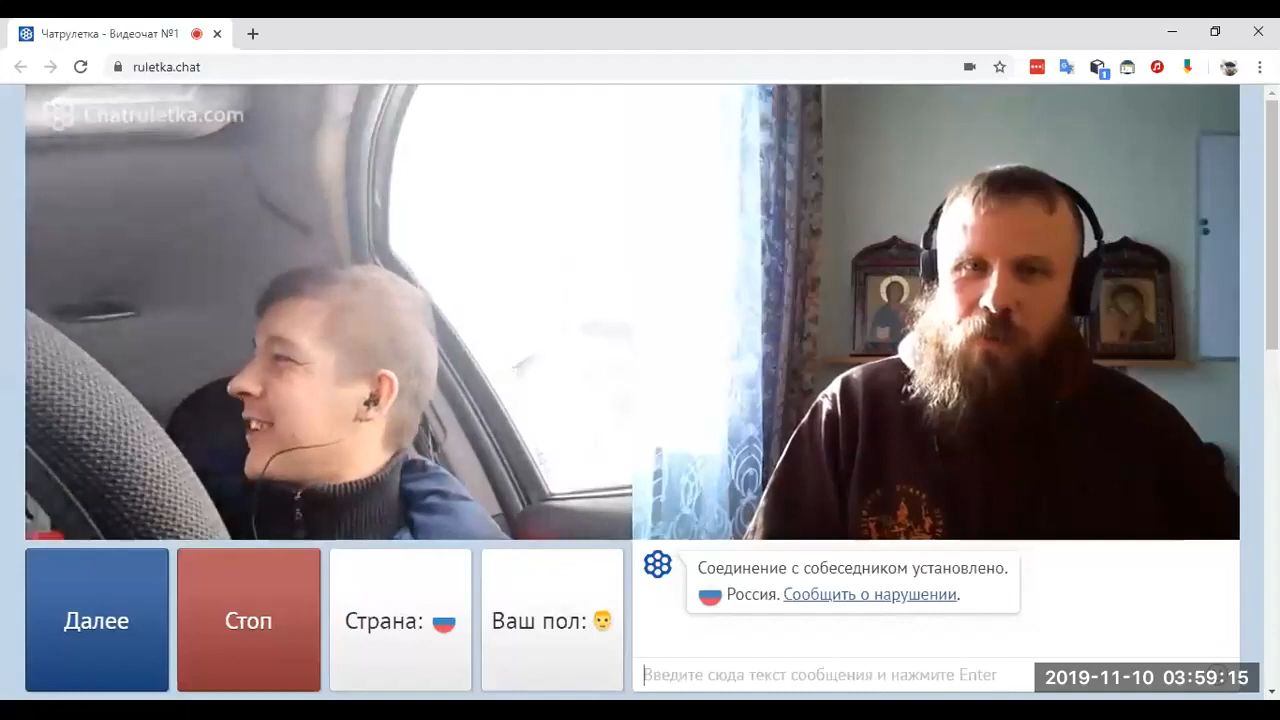 Чатрулетка - Видеочат №1
ruletka.chat
Chatruletka.com
Далее
Стоп
Страна:
Ваш пол:
Соединение с собеседником установлено.
Россия. Сообщить о нарушении.
Введите сюда текст сообщения и нажмите Enter
2019-11-10 03:59:15